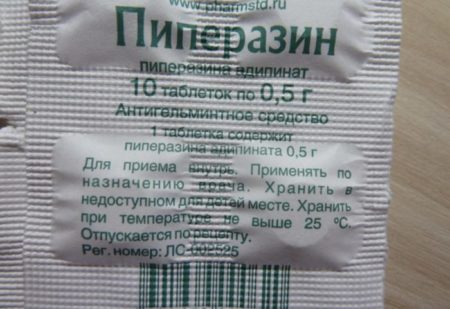 www.pharmstd.ru
Пиперазин
пиперазина адипинат
10 таблеток по 0,5 г
Антигельминтное средство
1 таблетка содержит
пиперазина адипината 0,5 г
Для приема внутрь. Применять по
назначению врача. Хранить в
недоступном для детей месте. Хранить
при температуре не выше 25 °С.
Отпускается по рецепту.
Рег. номер: ЛС-002525